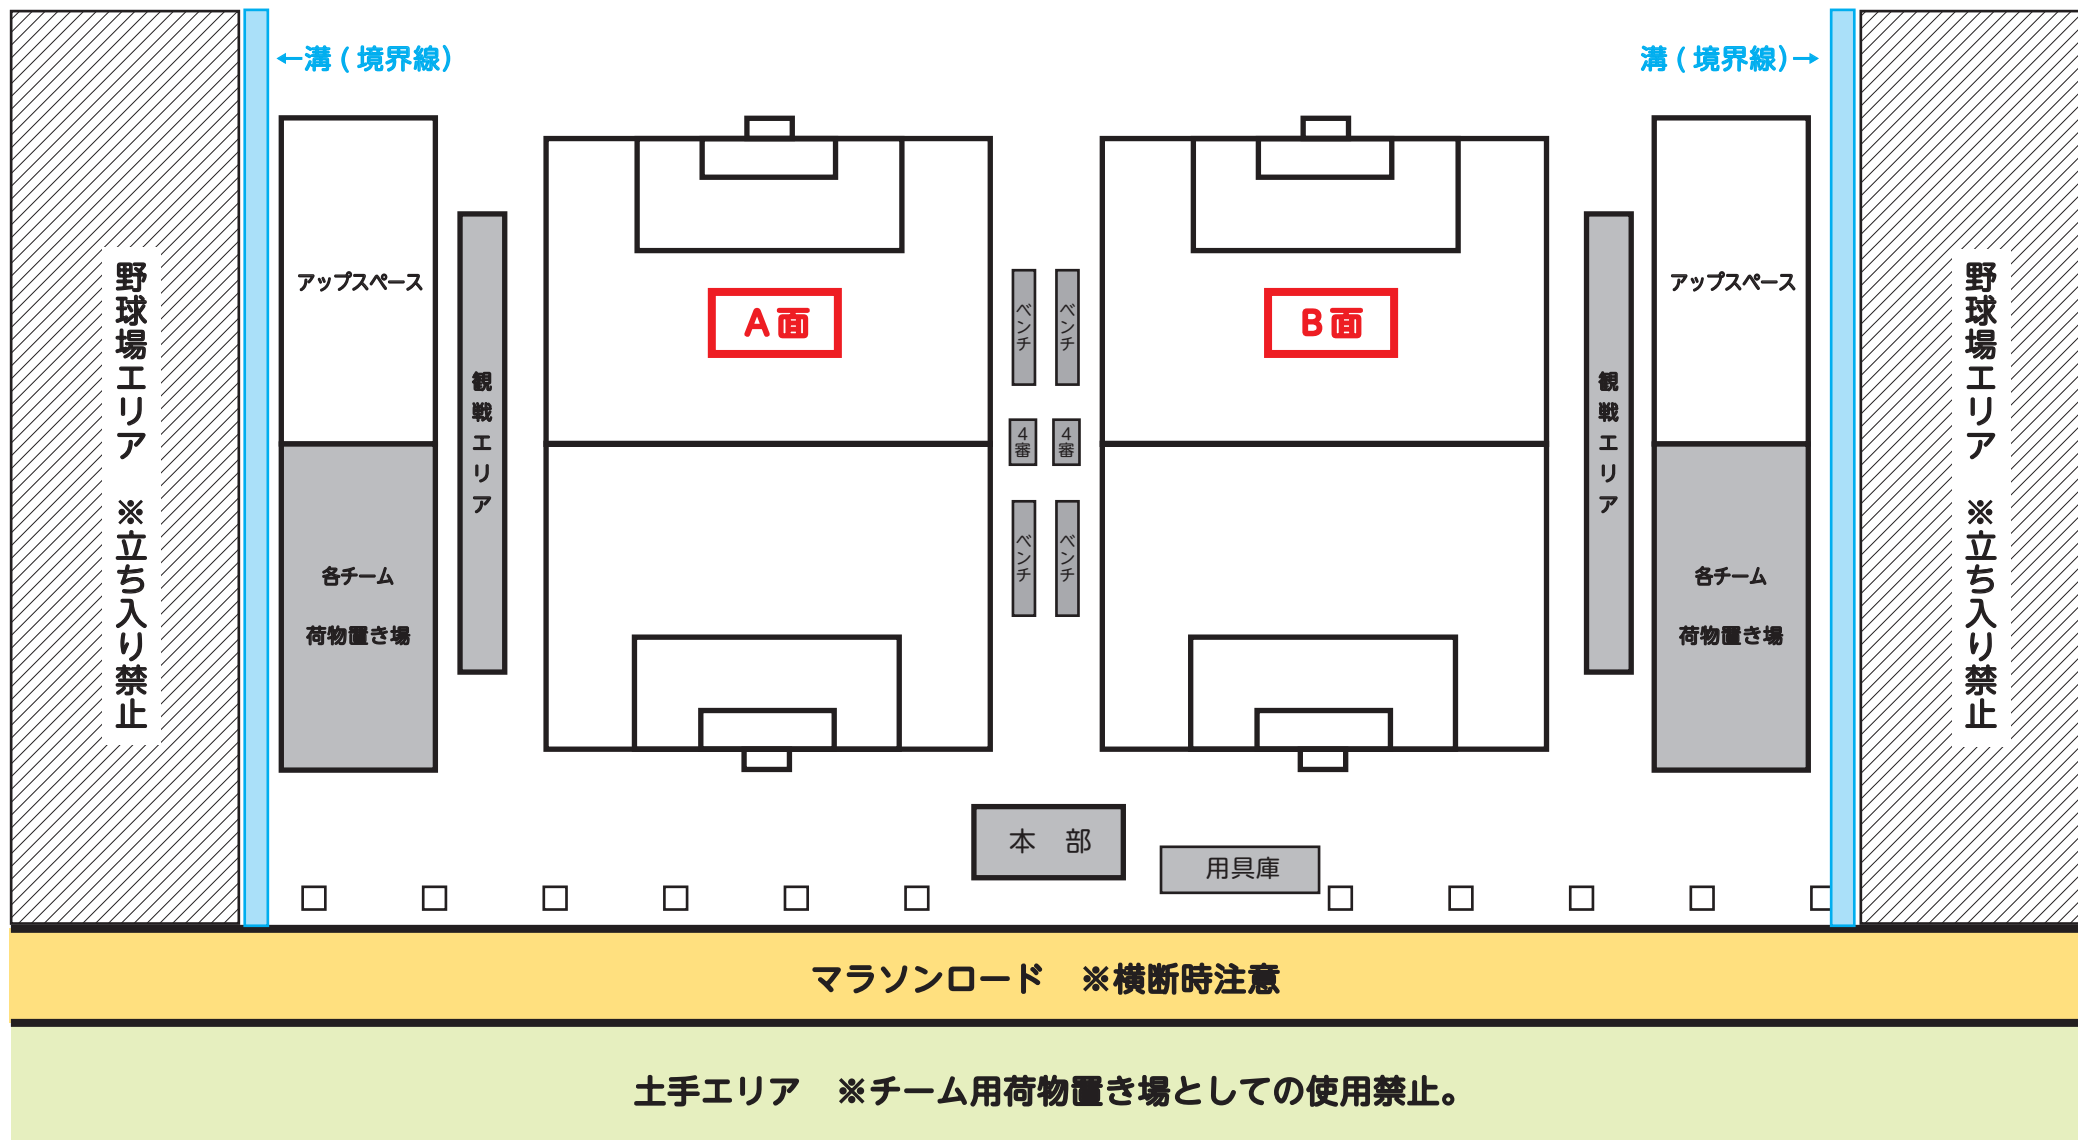 ←溝(境界線)
溝(境界線)→
野球場エリア　※立ち入り禁止
アップスペース
各チーム
荷物置き場
観戦エリア
A面
ベンチ
ベンチ
4審
4審
ベンチ
ベンチ
B面
観戦エリア
アップスペース
各チーム
荷物置き場
野球場エリア　※立ち入り禁止
本　部
用具庫
マラソンロード　※横断時注意
土手エリア　※チーム用荷物置き場としての使用禁止。